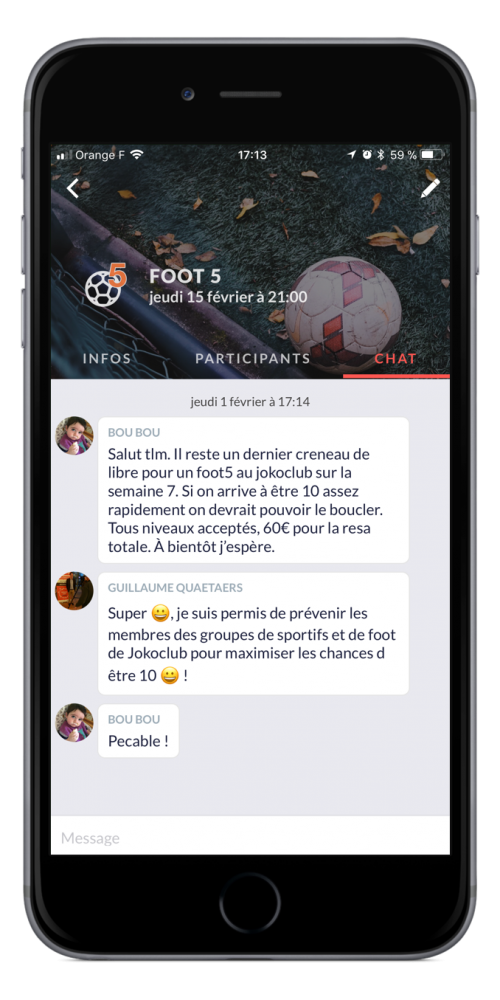 Orange F 17:13 59 %
5
FOOT 5
jeudi 15 février à 21:00
INFOS PARTICIPANTS CHAT
jeudi 1 février à 17:14
BOU BOU
Salut tlm. Il reste un dernier creneau de
libre pour un foot5 au jokoclub sur la
semaine 7. Si on arrive à être 10 assez
rapidement on devrait pouvoir le boucler.
Tous niveaux acceptés, 60€ pour la resa
totale. À bientôt j’espère.
GUILLAUME QUAETAERS
Super 😀, je suis permis de prévenir les
membres des groupes de sportifs et de foot
de Jokoclub pour maximiser les chances d
être 10 😀 !
BOU BOU
Pecable !
Message